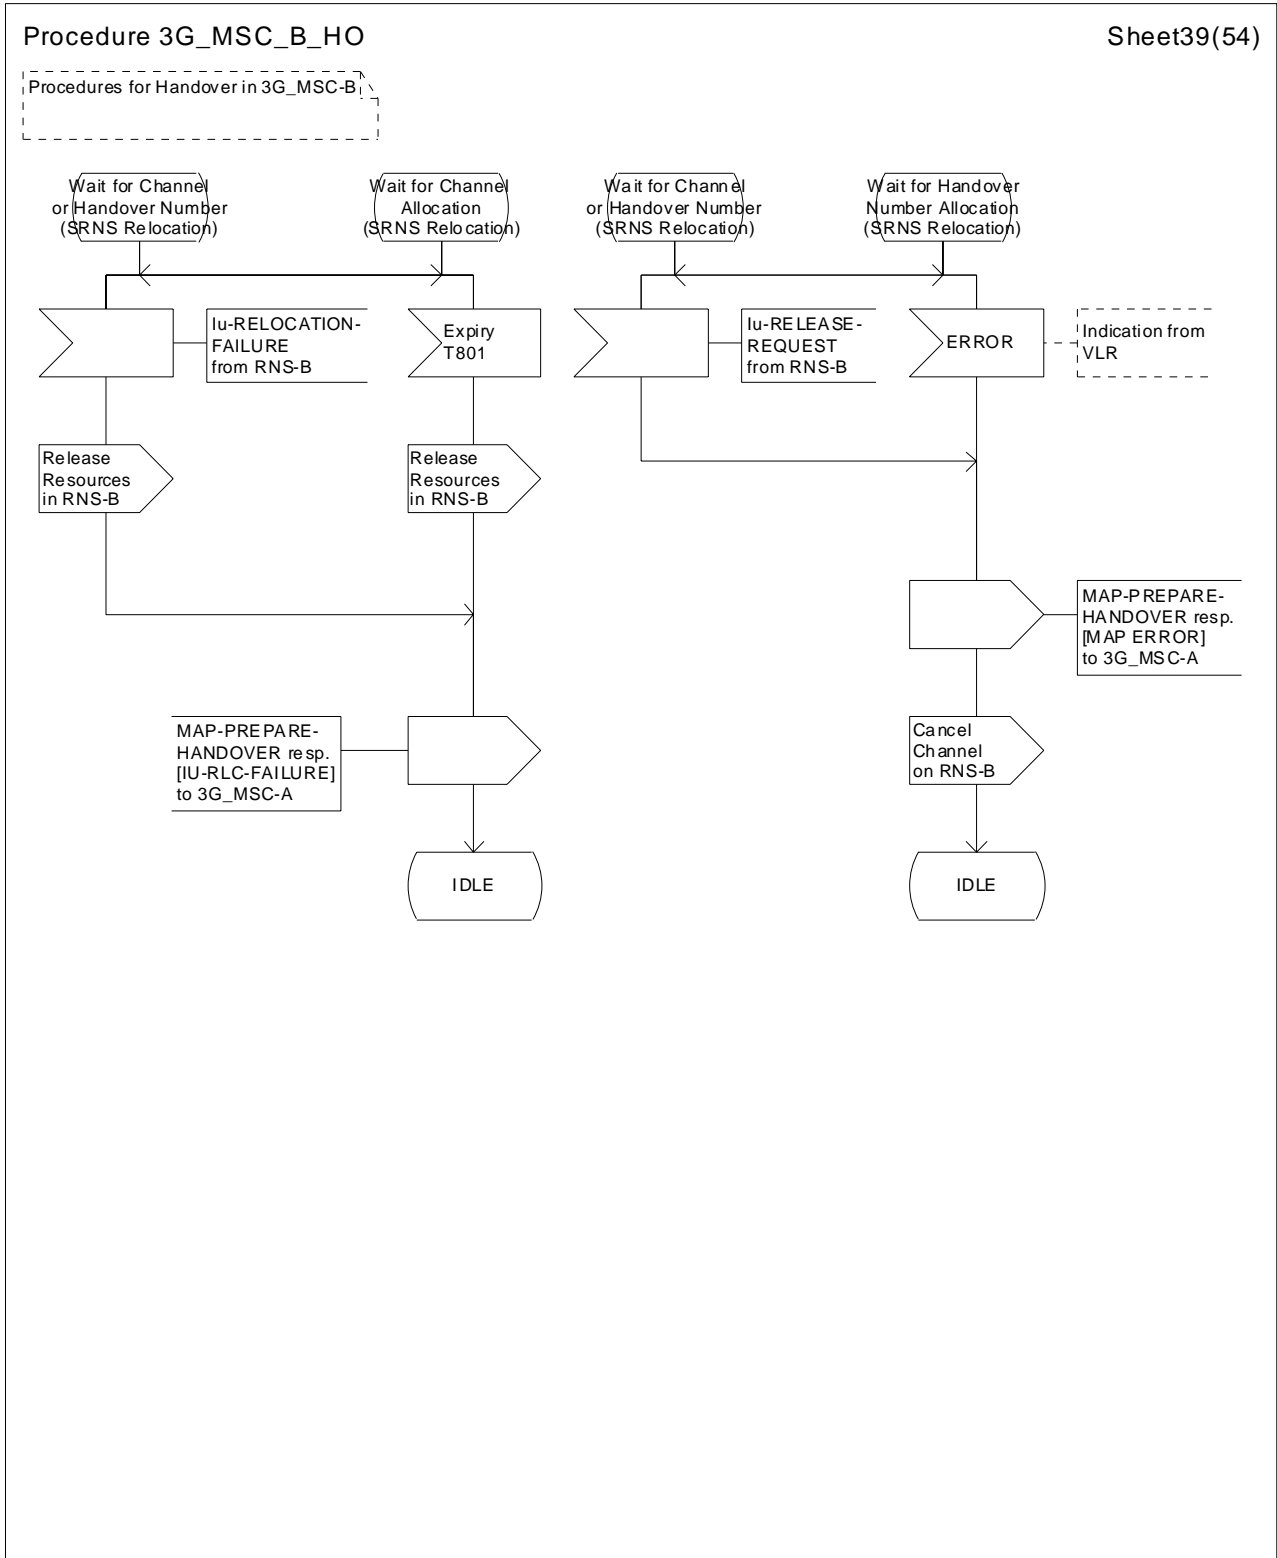 Procedure 3G_MSC_B_HO
Sheet39(54)
Procedures for Handover in 3G_MSC-B
Wait for Channel
or Handover Number
(SRNS Relocation)
Wait for Channel
Allocation
(SRNS Relocation)
Wait for Channel
or Handover Number
(SRNS Relocation)
Wait for Handover
Number Allocation
(SRNS Relocation)
Iu-RELOCATION-
FAILURE
from RNS-B
Expiry
T801
Iu-RELEASE-
REQUEST
from RNS-B
ERROR
Indication from
VLR
Release
Resources
in RNS-B
Release
Resources
in RNS-B
MAP-PREPARE-
HANDOVER resp.
[MAP ERROR]
to 3G_MSC-A
MAP-PREPARE-
HANDOVER resp.
[IU-RLC-FAILURE]
to 3G_MSC-A
Cancel
Channel
on RNS-B
IDLE
IDLE